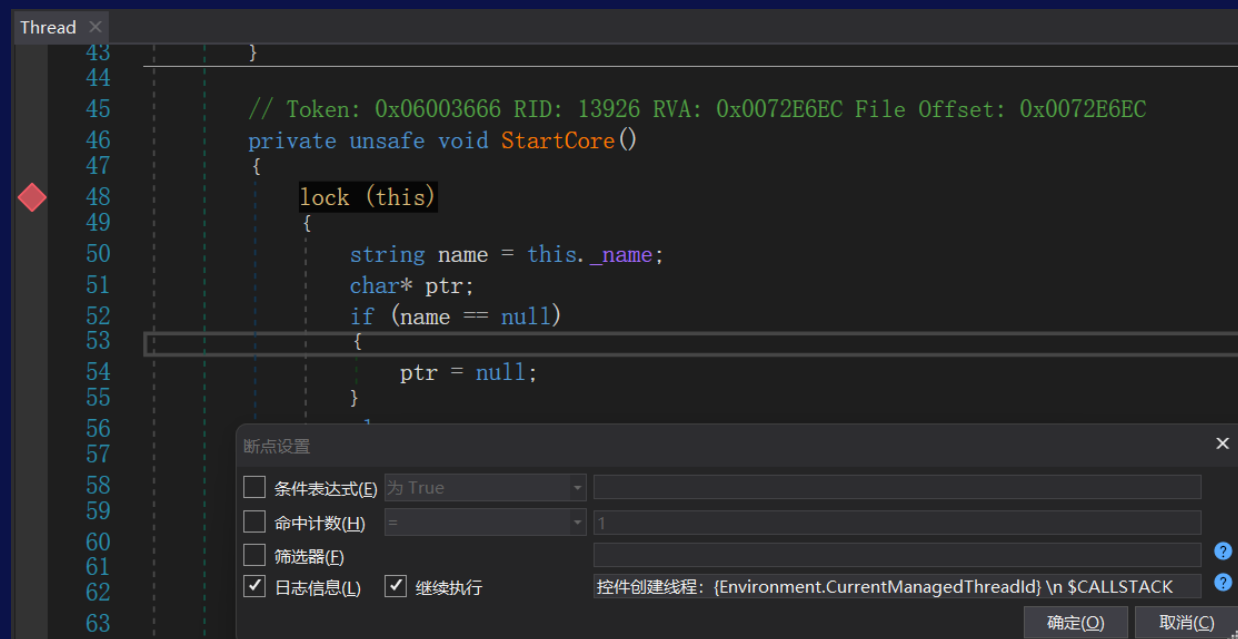 Thread ×
43 }
44
45 // Token: 0x06003666 RID: 13926 RVA: 0x0072E6EC File Offset: 0x0072E6EC
46 private unsafe void StartCore()
47 {
48 lock (this)
49 {
50 string name = this._name;
51 char* ptr;
52 if (name == null)
53 {
54 ptr = null;
55 }
56
57
58
59
60
61
62
63
断点设置 ×
条件表达式(E) 为 True
命中计数(H) = 1
筛选器(F) ?
日志信息(L) 继续执行 控件创建线程：{Environment.CurrentManagedThreadId} \n $CALLSTACK ?
确定(O) 取消(C)